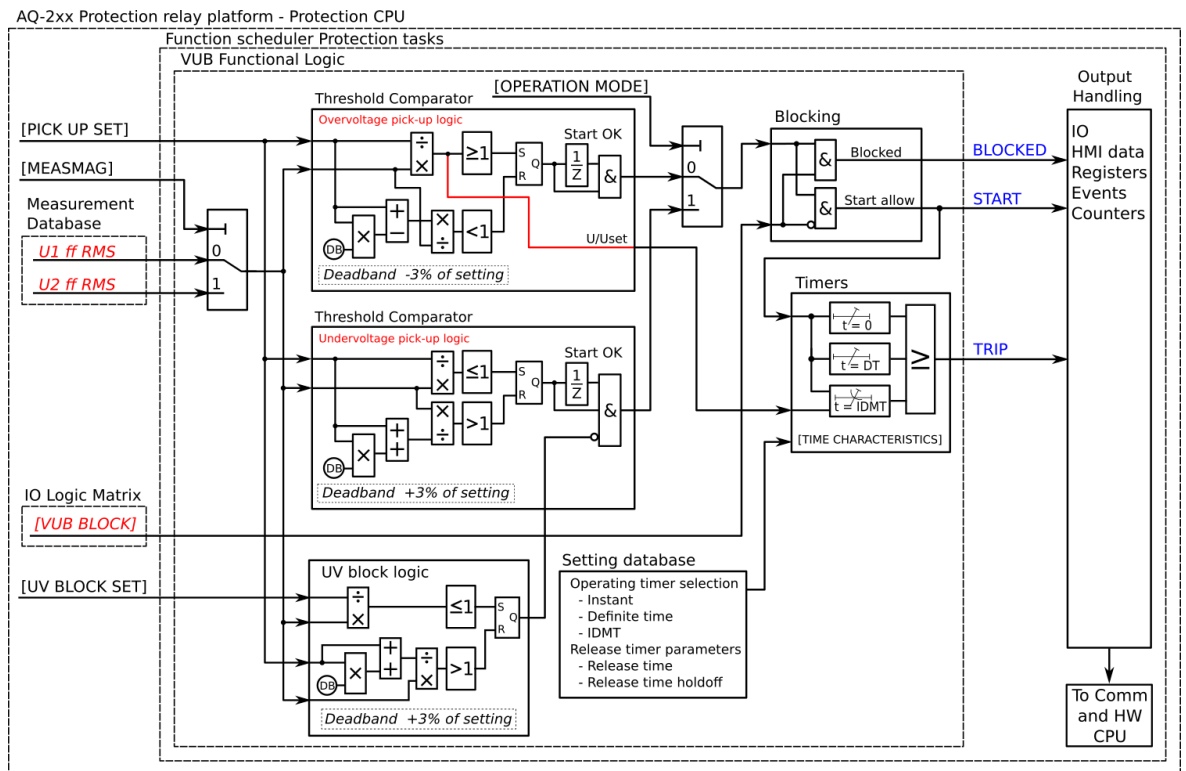 AQ-2xx Protection relay platform - Protection CPU
Function scheduler Protection tasks
VUB Functional Logic
[PICK UP SET]
[MEASMAG]
Measurement
Database
U1 ff RMS
U2 ff RMS
0
1
Threshold Comparator
Overvoltage pick-up logic
÷
×
≥1
S
R
Q
Start OK
1
Z
&
DB
×
+
−
×
÷
<1
U/Uset
Deadband -3% of setting
[OPERATION MODE]
0
1
Blocking
&
Blocked
&
Start allow
BLOCKED
START
Output
Handling
IO
HMI data
Registers
Events
Counters
Threshold Comparator
Undervoltage pick-up logic
÷
×
≤1
S
R
Q
Start OK
1
Z
&
DB
×
+
+
×
÷
>1
Deadband +3% of setting
Timers
t = 0
t = DT
t = IDMT
≥
[TIME CHARACTERISTICS]
TRIP
IO Logic Matrix
[VUB BLOCK]
[UV BLOCK SET]
UV block logic
÷
×
≤1
S
R
Q
DB
×
+
+
÷
×
>1
Deadband +3% of setting
Setting database
Operating timer selection
- Instant
- Definite time
- IDMT
Release timer parameters
- Release time
- Release time holdoff
To Comm
and HW
CPU